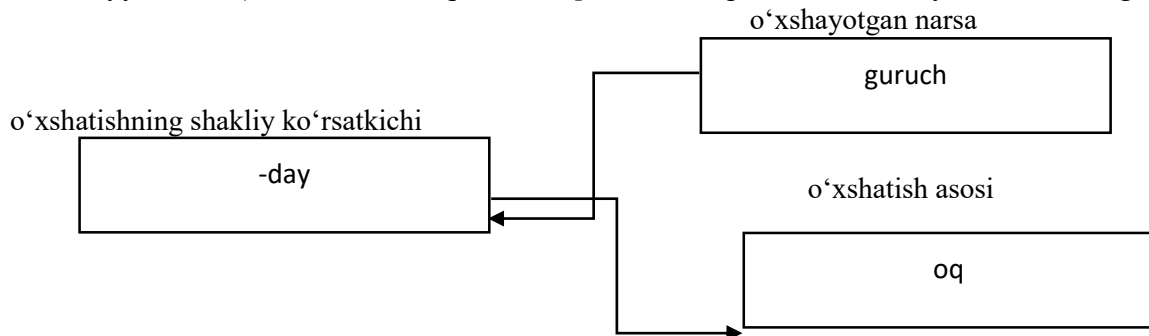 o‘xshayotgan narsa
guruch
o‘xshatishning shakliy ko‘rsatkichi
-day
o‘xshatish asosi
oq